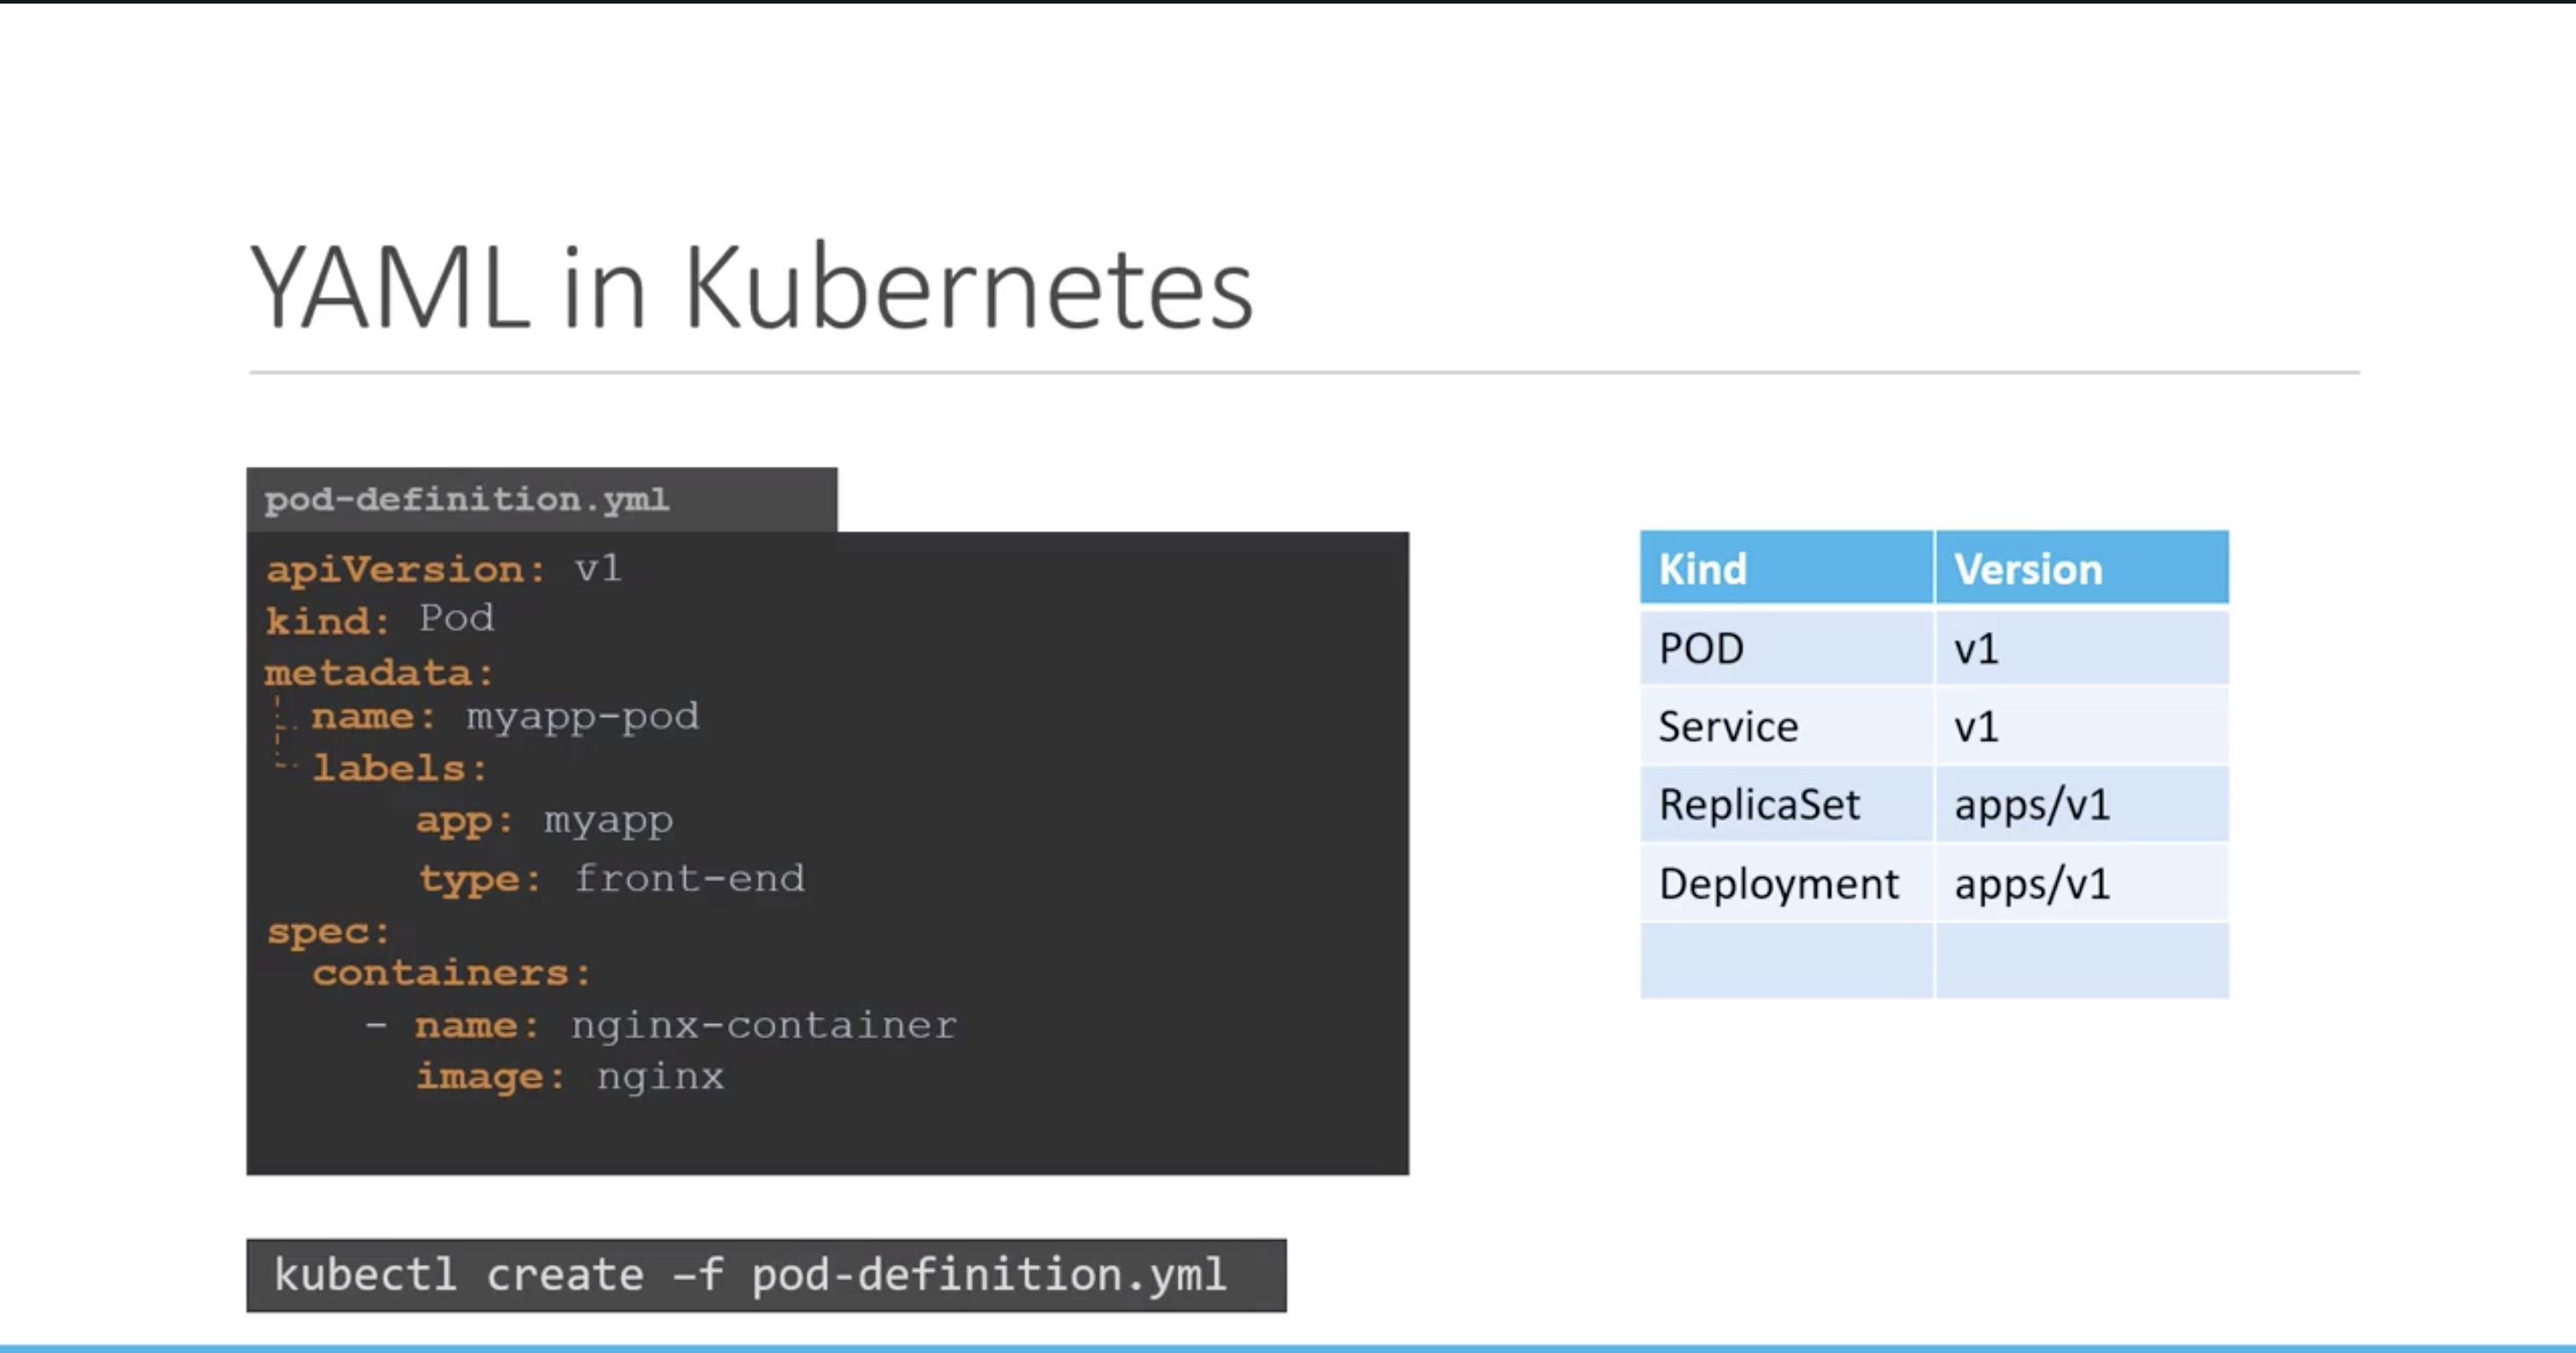 YAML in Kubernetes
pod-definition.yml
apiVersion: v1
kind: Pod
metadata:
name: myapp-pod
labels:
app: myapp
type: front-end
spec:
containers:
- name: nginx-container
image: nginx
Kind Version
POD v1
Service v1
ReplicaSet apps/v1
Deployment apps/v1
kubectl create –f pod-definition.yml